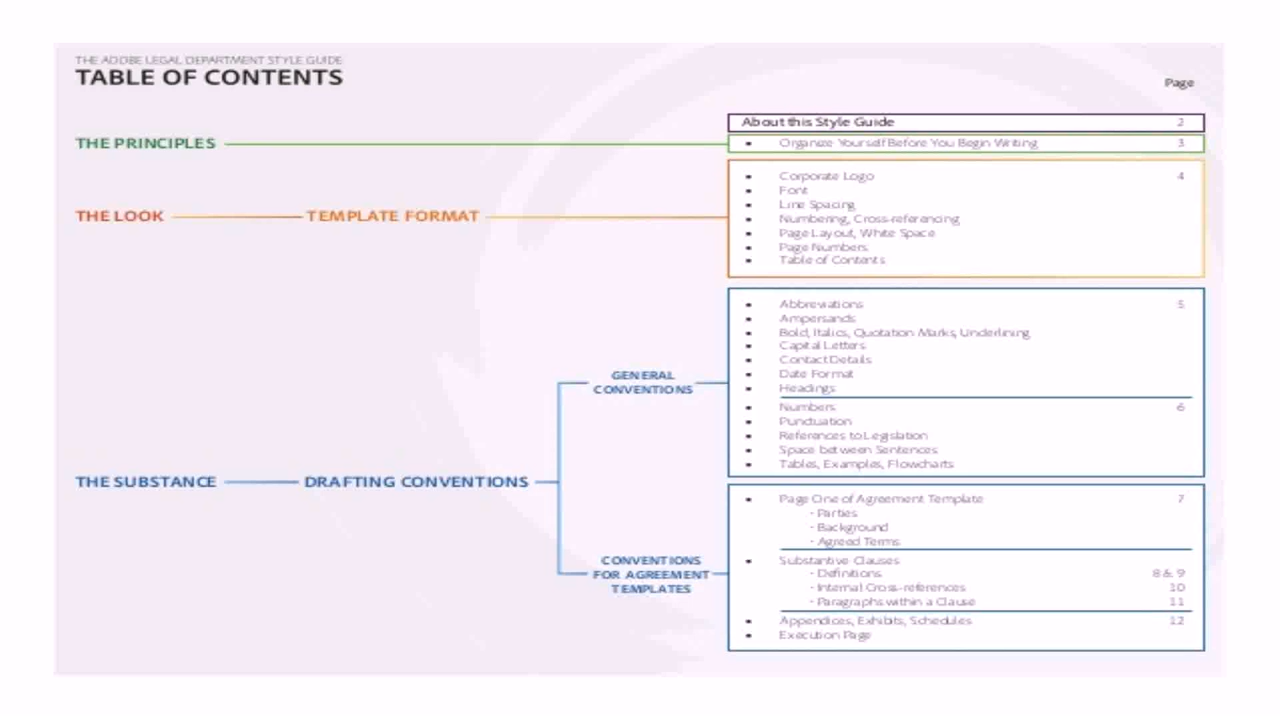 THE ADOBE LEGAL DEPARTMENT STYLE GUIDE
TABLE OF CONTENTS
Page
About this Style Guide 2
THE PRINCIPLES
• Organize Yourself Before You Begin Writing 3
THE LOOK
TEMPLATE FORMAT
• Corporate Logo 4
• Font
• Line Spacing
• Numbering, Cross-referencing
• Page Layout, White Space
• Page Numbers
• Table of Contents
THE SUBSTANCE
DRAFTING CONVENTIONS
GENERAL
CONVENTIONS
• Abbreviations 5
• Ampersands
• Bold, Italics, Quotation Marks, Underlining
• Capital Letters
• Contact Details
• Date Format
• Headings
• Numbers 6
• Punctuation
• References to Legislation
• Space between Sentences
• Tables, Examples, Flowcharts
CONVENTIONS
FOR AGREEMENT
TEMPLATES
• Page One of Agreement Template 7
- Parties
- Background
- Agreed Terms
• Substantive Clauses
- Definitions 8 & 9
- Internal Cross-references 10
- Paragraphs within a Clause 11
• Appendices, Exhibits, Schedules 12
• Execution Page